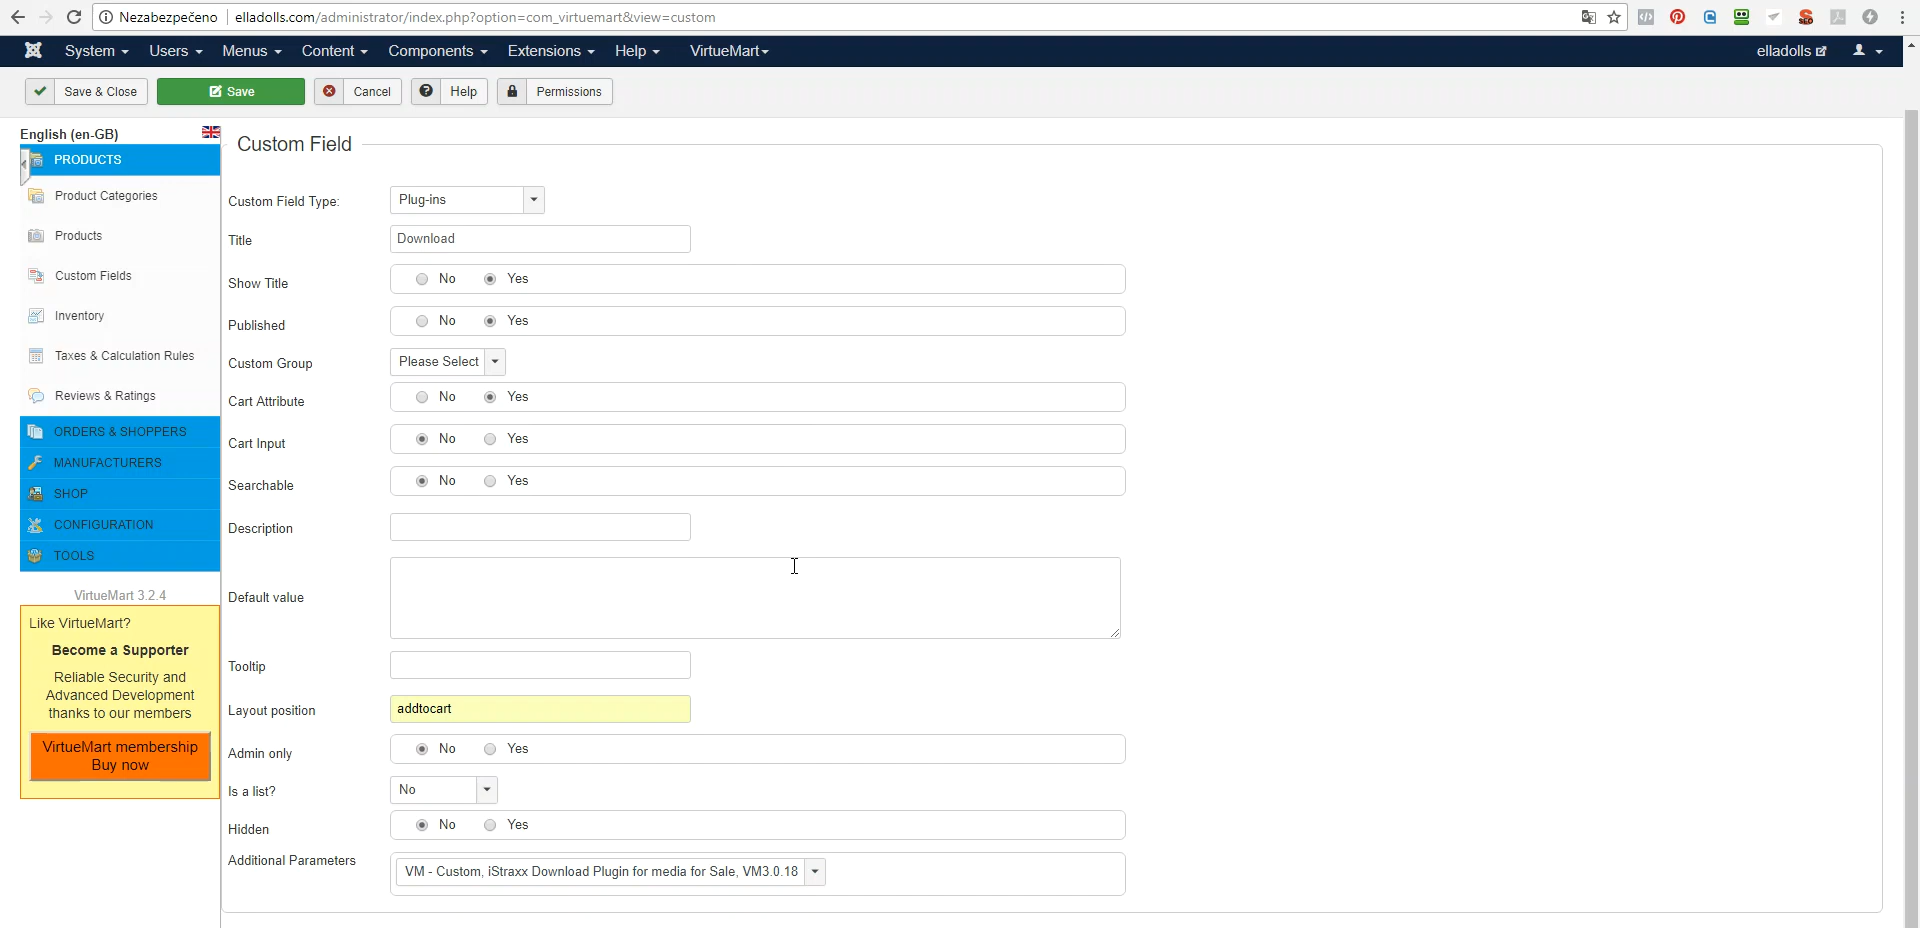 Nezabezpečeno elladolls.com/administrator/index.php?option=com_virtuemart&view=custom
System Users Menus Content Components Extensions Help VirtueMart elladolls
Save & Close Save Cancel Help Permissions
English (en-GB)
PRODUCTS
Product Categories
Products
Custom Fields
Inventory
Taxes & Calculation Rules
Reviews & Ratings
ORDERS & SHOPPERS
MANUFACTURERS
SHOP
CONFIGURATION
TOOLS
VirtueMart 3.2.4
Like VirtueMart?
Become a Supporter
Reliable Security and
Advanced Development
thanks to our members
VirtueMart membership
Buy now
Custom Field
Custom Field Type: Plug-ins
Title Download
Show Title No Yes
Published No Yes
Custom Group Please Select
Cart Attribute No Yes
Cart Input No Yes
Searchable No Yes
Description
Default value
Tooltip
Layout position addtocart
Admin only No Yes
Is a list? No
Hidden No Yes
Additional Parameters VM - Custom, iStraxx Download Plugin for media for Sale, VM3.0.18